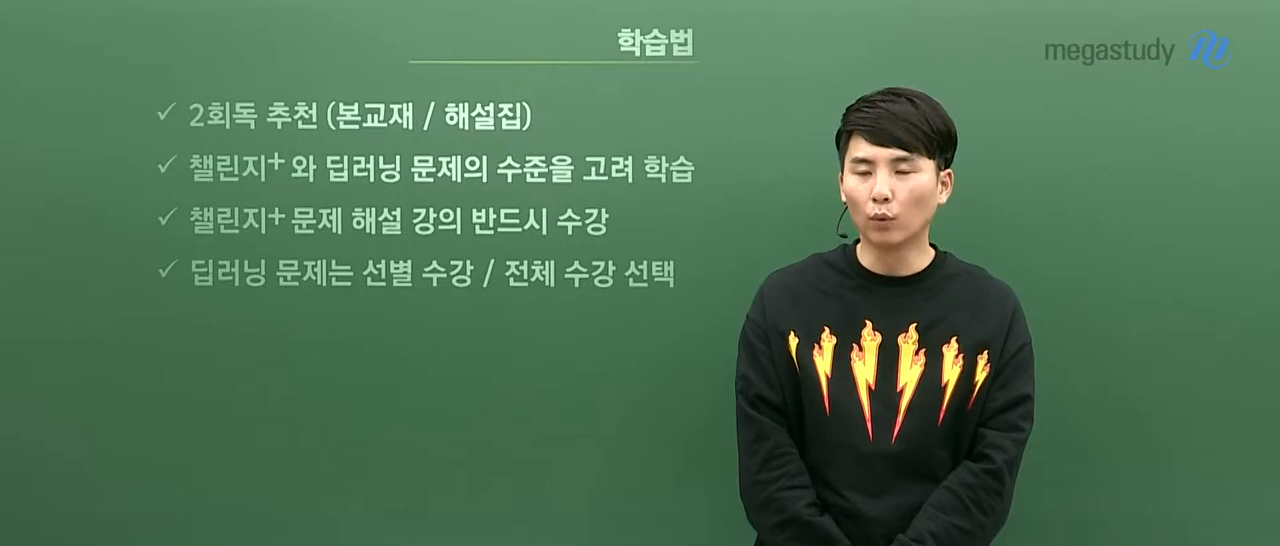 학습법
megastudy
✓ 2회독 추천 (본교재 / 해설집)
✓ 챌린지+ 와 딥러닝 문제의 수준을 고려 학습
✓ 챌린지+ 문제 해설 강의 반드시 수강
✓ 딥러닝 문제는 선별 수강 / 전체 수강 선택